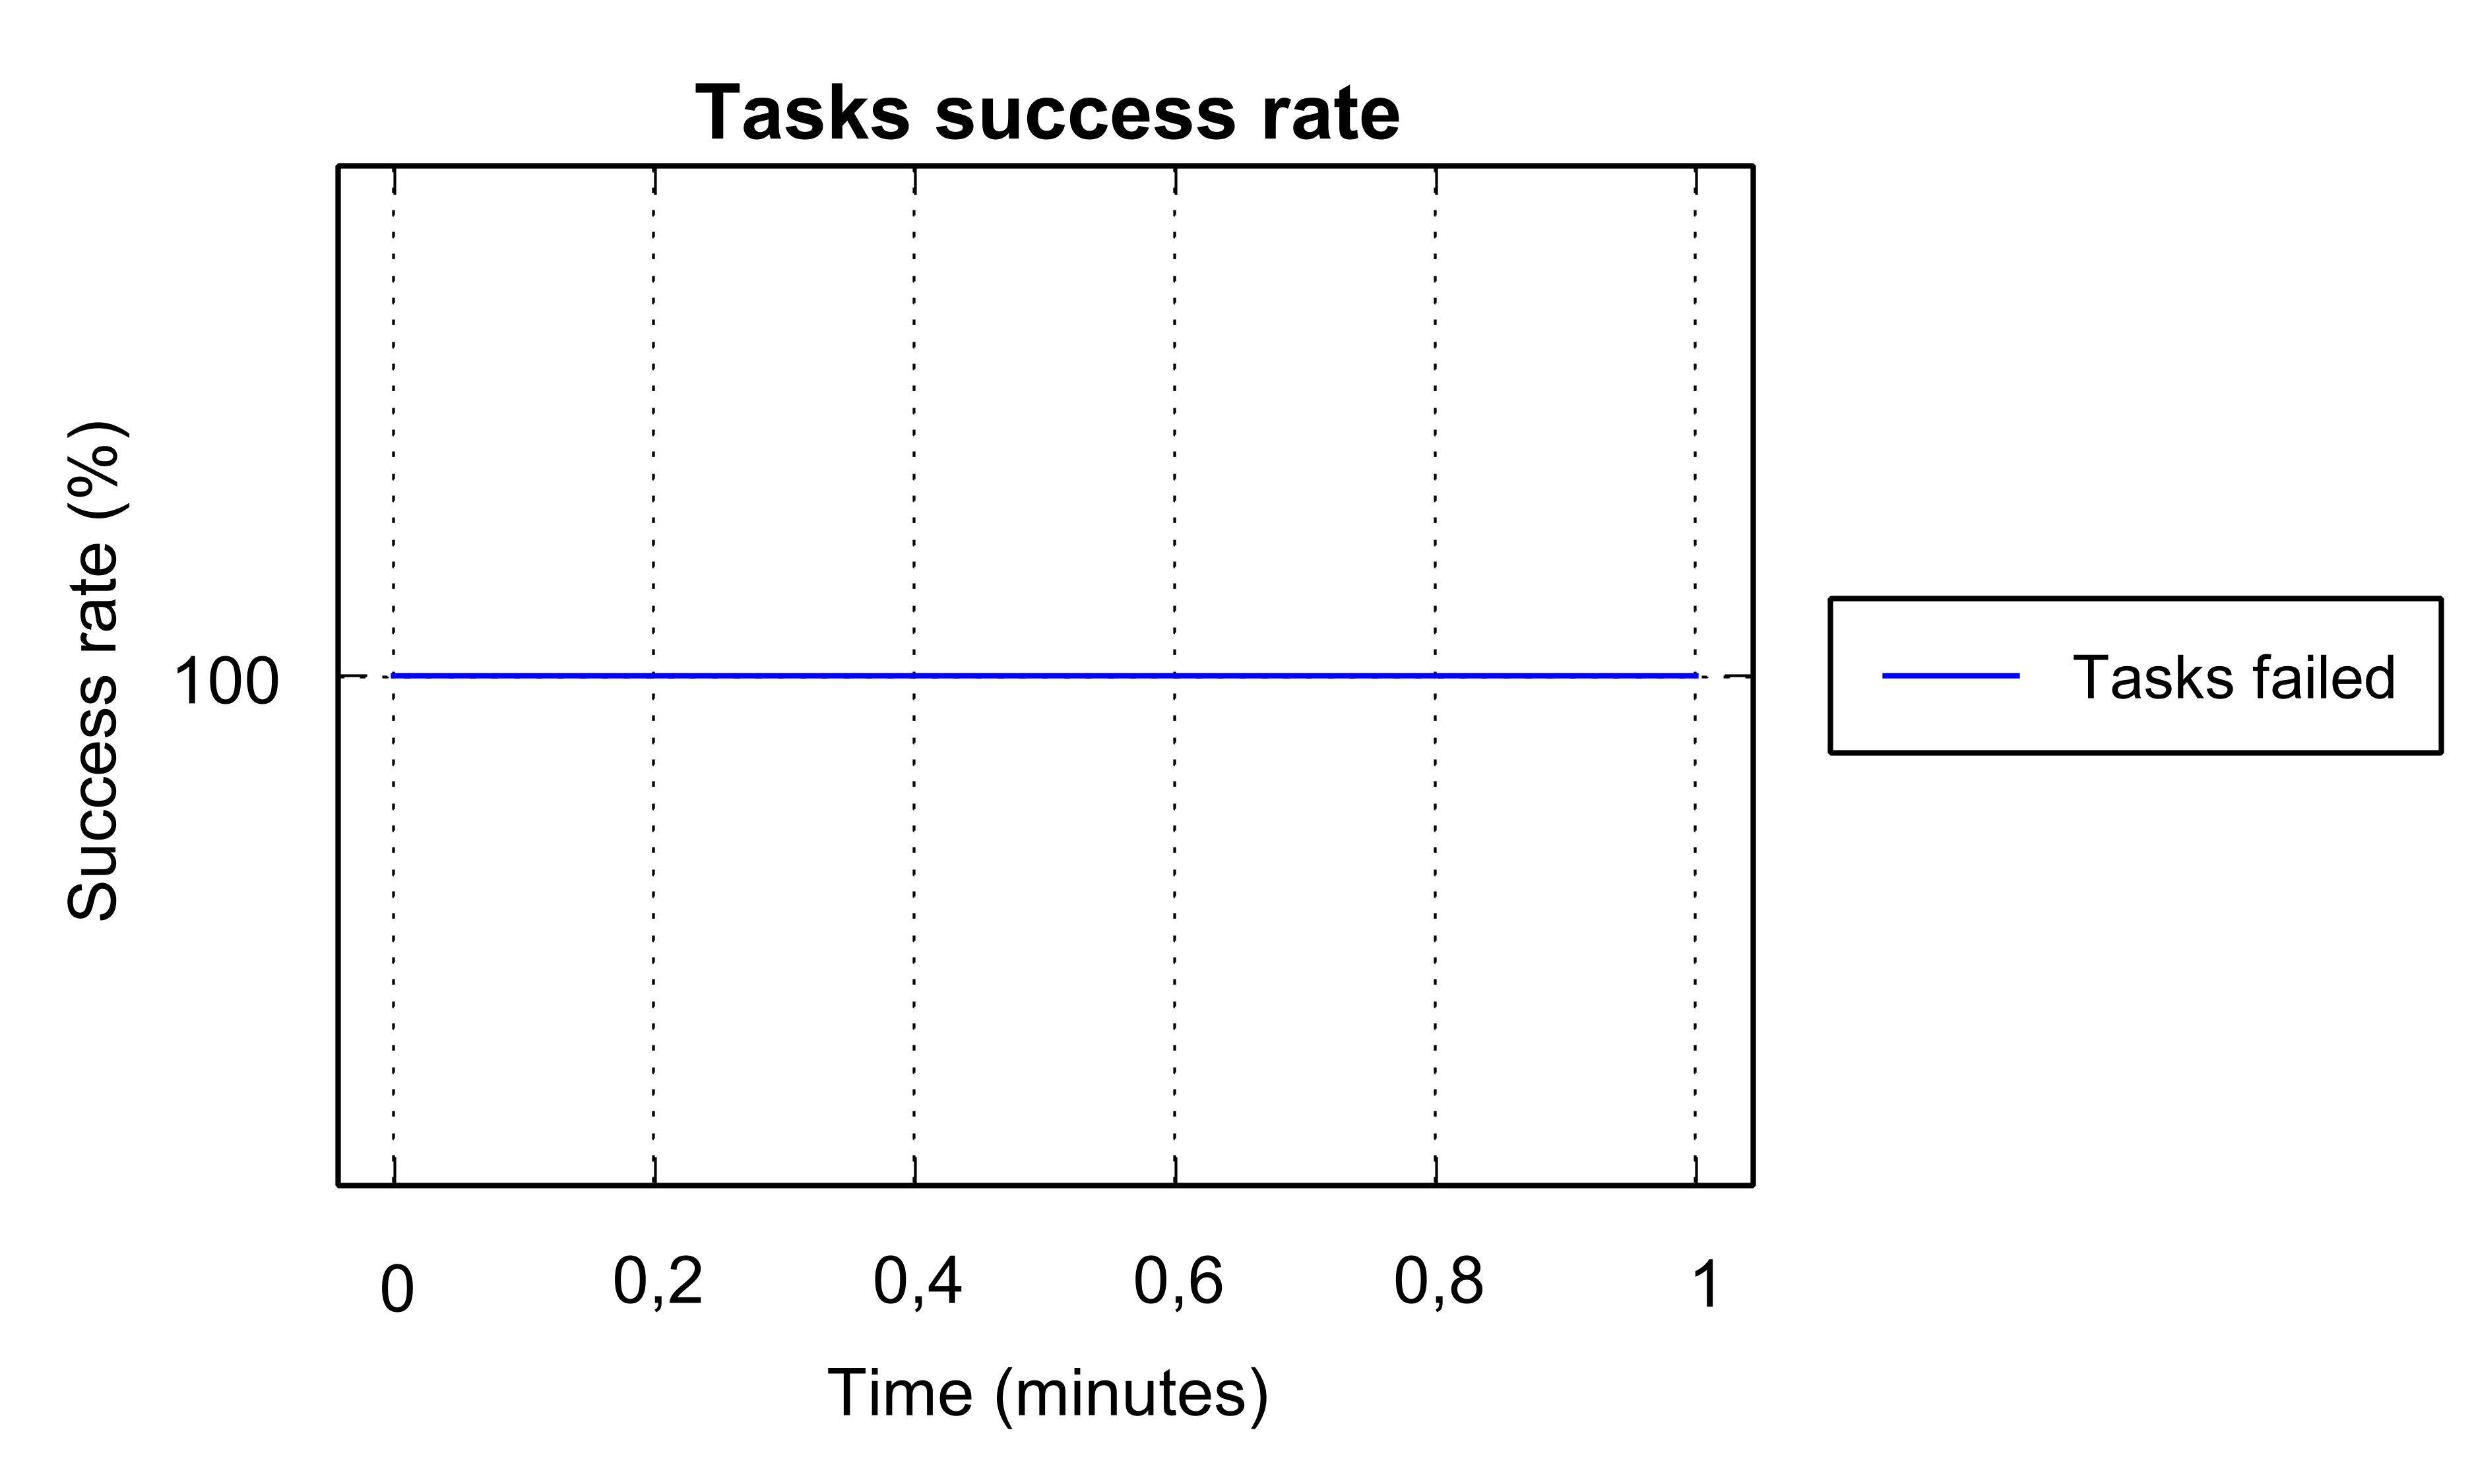 Tasks success rate
Success rate (%)
100
Tasks failed
0
0,2
0,4
0,6
0,8
1
Time (minutes)